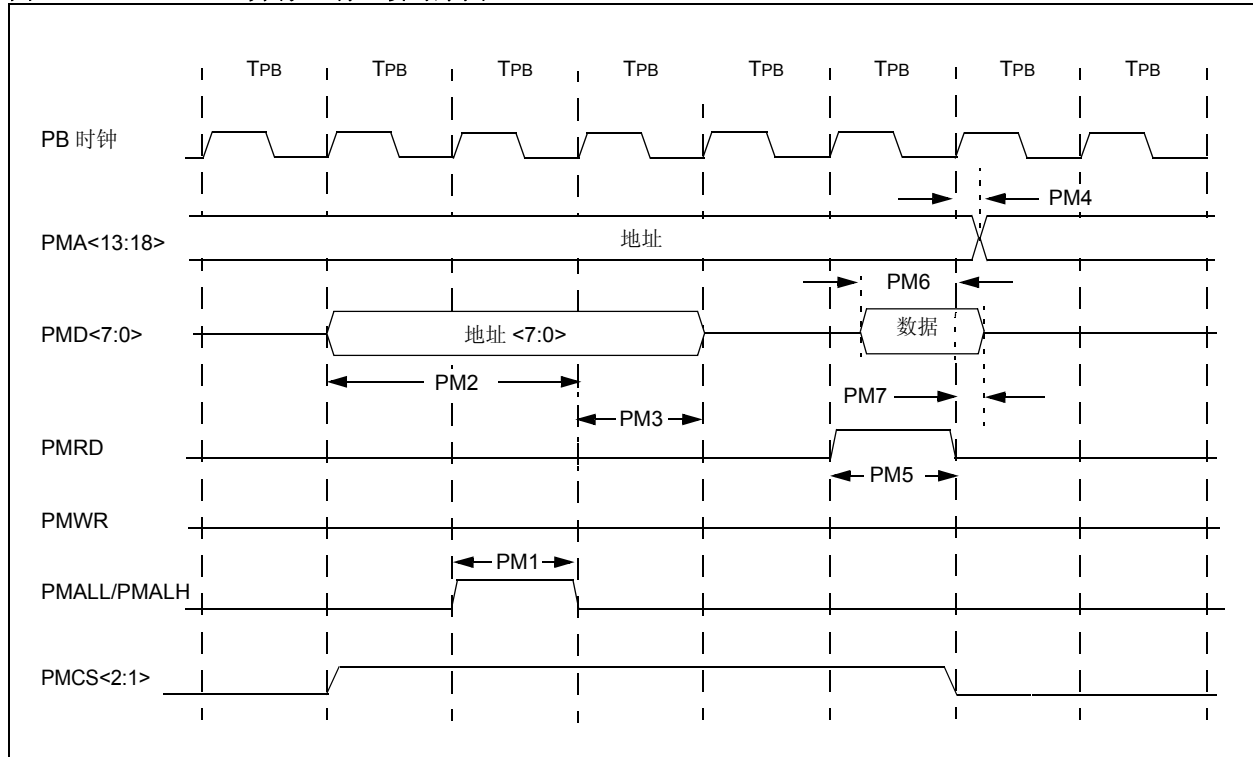 TPB TPB TPB TPB TPB TPB TPB TPB
PB 时钟
PM4
PMA<13:18>
地址
PM6
PMD<7:0>
地址 <7:0>
数据
PM2
PM7
PM3
PMRD
PM5
PMWR
PM1
PMALL/PMALH
PMCS<2:1>